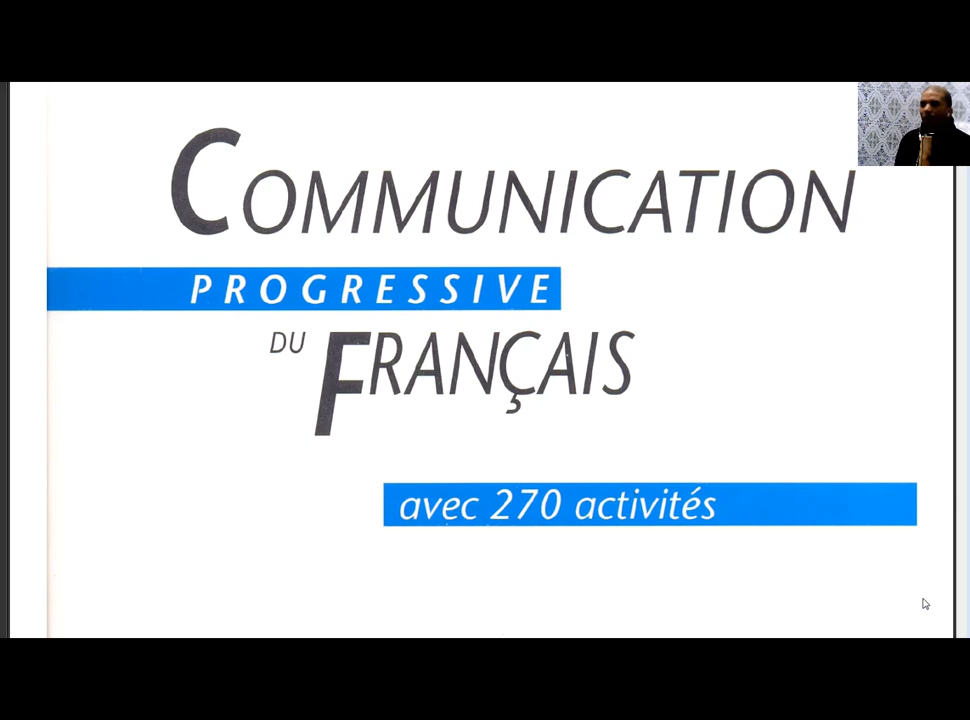 COMMUNICATION
PROGRESSIVE
DU FRANÇAIS
avec 270 activités